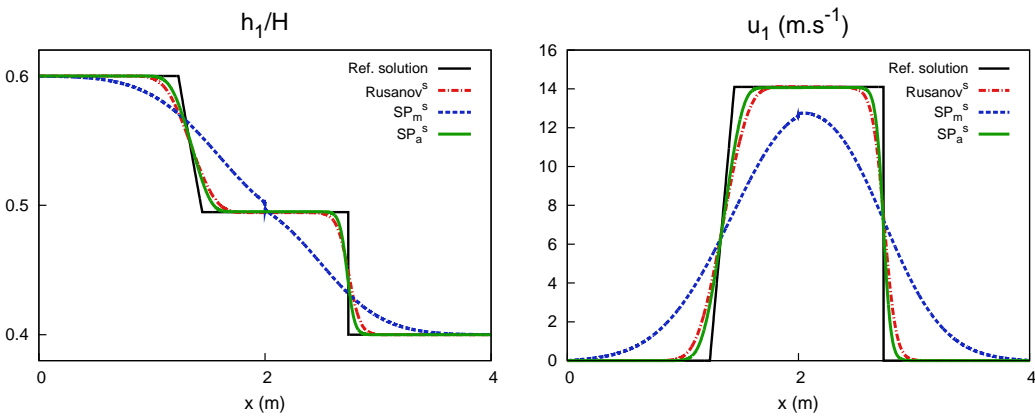 h₁/H
Ref. solution
Rusanovˢ
SPₘˢ
SPₐˢ
0.6
0.5
0.4
0 2 4
x (m)
u₁ (m.s⁻¹)
Ref. solution
Rusanovˢ
SPₘˢ
SPₐˢ
16
14
12
10
8
6
4
2
0
0 2 4
x (m)